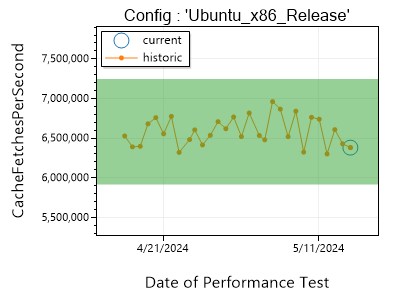 Config : 'Ubuntu_x86_Release'
current
historic
CacheFetchesPerSecond
7,500,000
7,000,000
6,500,000
6,000,000
5,500,000
4/21/2024
5/11/2024
Date of Performance Test